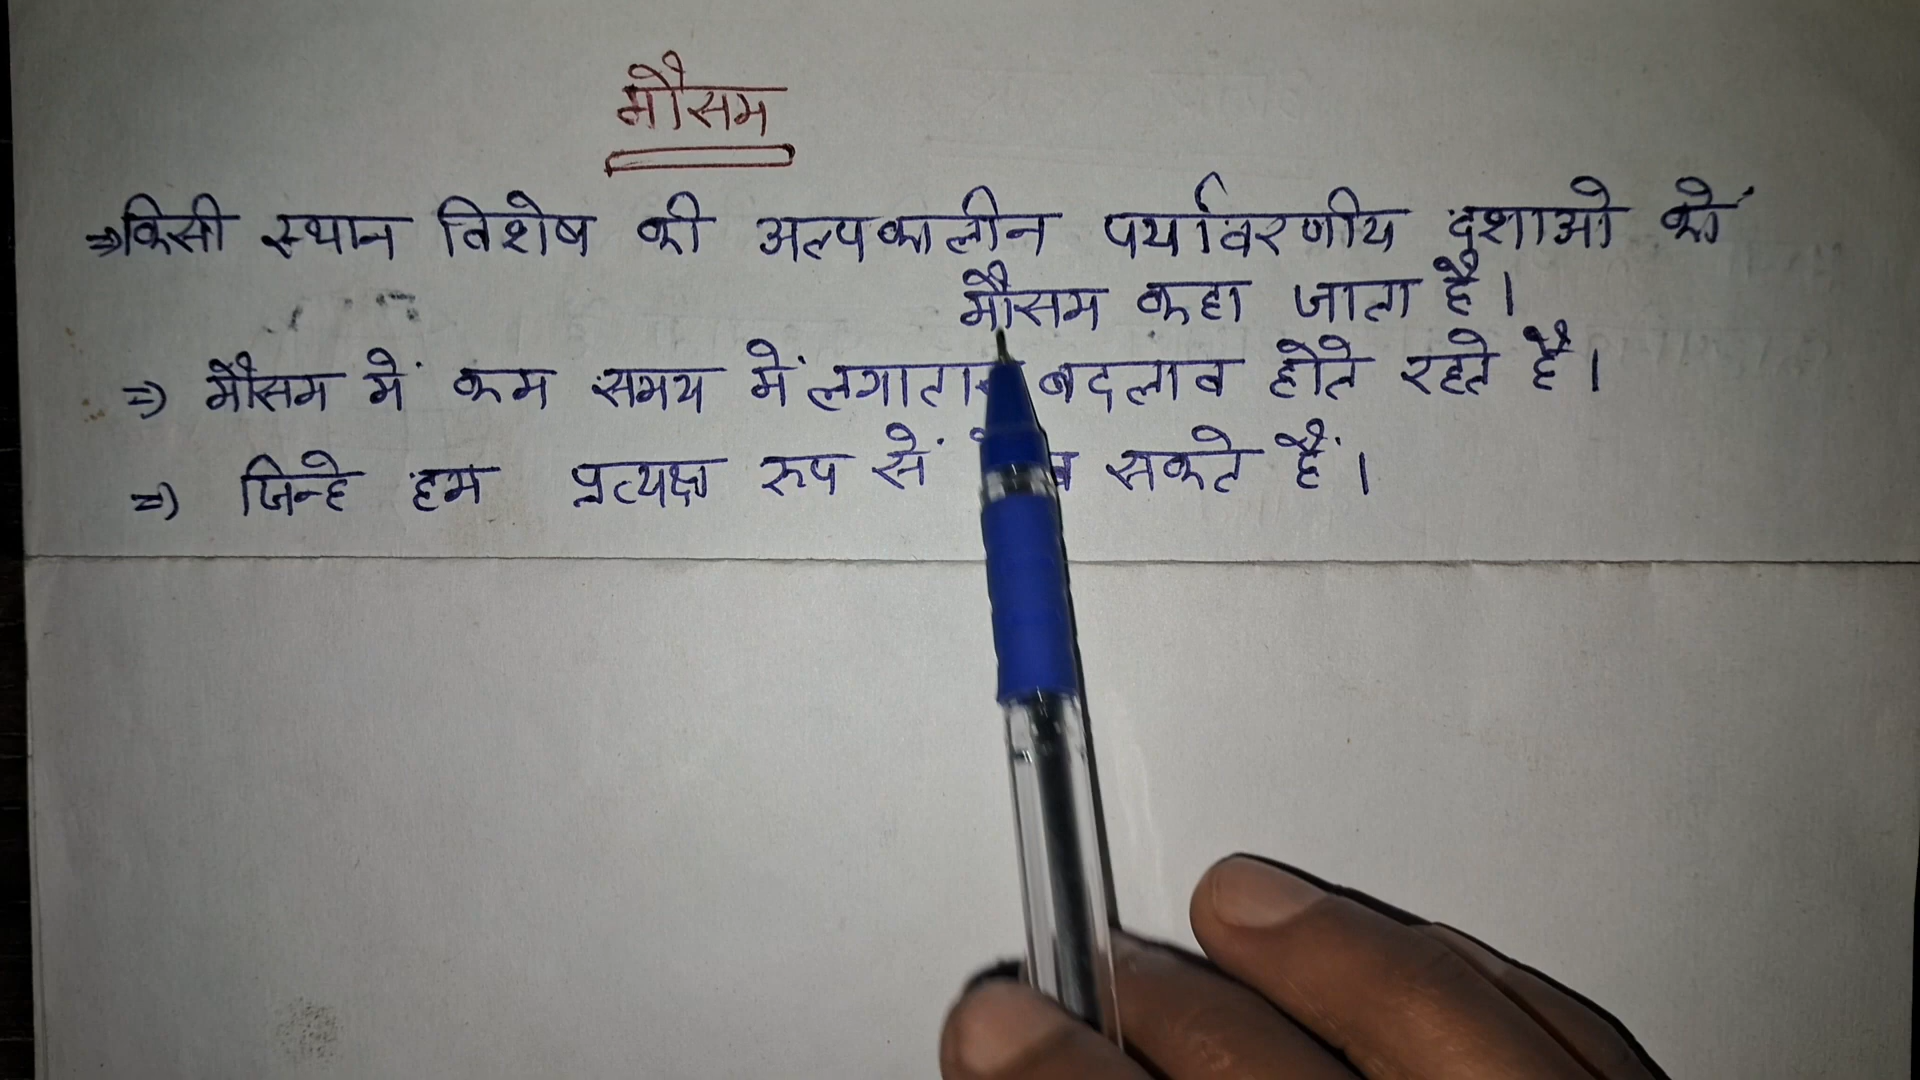 मौसम
⇒ किसी स्थान विशेष की अल्पकालीन पर्यावरणीय दशाओ कों
मौसम कहा जाता है।
⇒ मौसम में कम समय में लगातार बदलाव होते रहते हैं।
⇒ जिन्हे हम प्रत्यक्ष रूप सें सकते हैं।